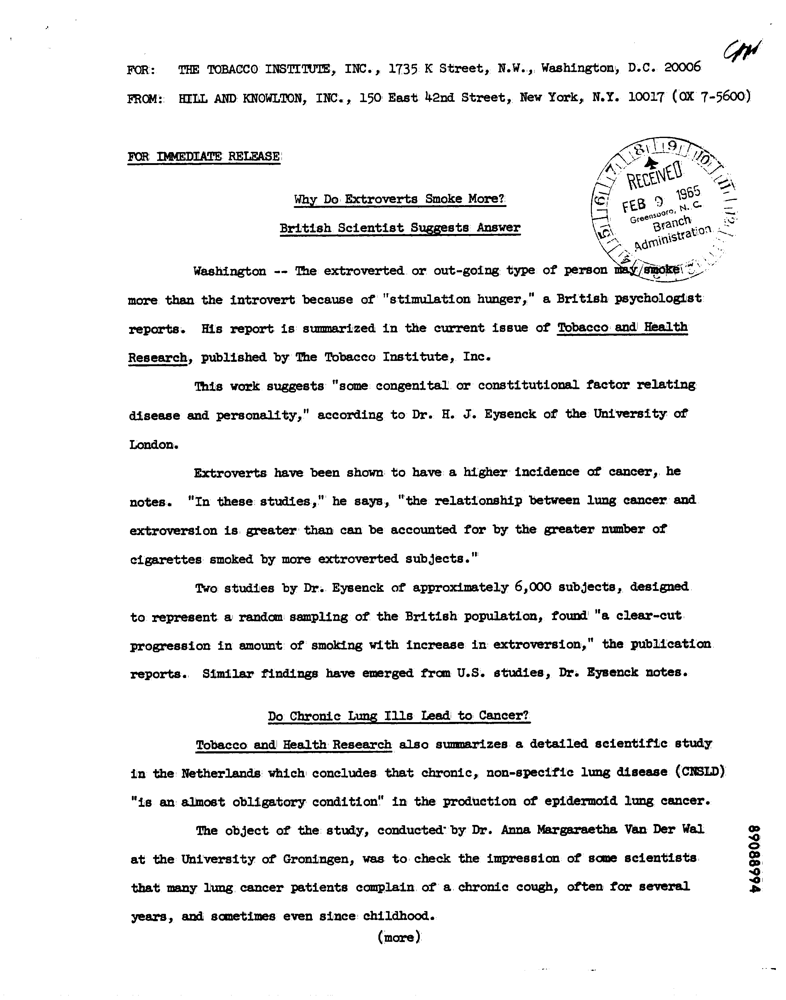 FOR: THE TOBACCO INSTITUTE, INC., 1735 K Street, N.W., Washington, D.C. 20006
FROM: HILL AND KNOWLTON, INC., 150 East 42nd Street, New York, N.Y. 10017 (OX 7-5600)
FOR IMMEDIATE RELEASE
RECEIVED
FEB 9 1965
Greensboro, N. C.
Branch
Administration
Why Do Extroverts Smoke More?
British Scientist Suggests Answer
Washington -- The extroverted or out-going type of person may smoke
more than the introvert because of "stimulation hunger," a British psychologist
reports. His report is summarized in the current issue of Tobacco and Health
Research, published by The Tobacco Institute, Inc.
This work suggests "some congenital or constitutional factor relating
disease and personality," according to Dr. H. J. Eysenck of the University of
London.
Extroverts have been shown to have a higher incidence of cancer, he
notes. "In these studies," he says, "the relationship between lung cancer and
extroversion is greater than can be accounted for by the greater number of
cigarettes smoked by more extroverted subjects."
Two studies by Dr. Eysenck of approximately 6,000 subjects, designed
to represent a random sampling of the British population, found "a clear-cut
progression in amount of smoking with increase in extroversion," the publication
reports. Similar findings have emerged from U.S. studies, Dr. Eysenck notes.
Do Chronic Lung Ills Lead to Cancer?
Tobacco and Health Research also summarizes a detailed scientific study
in the Netherlands which concludes that chronic, non-specific lung disease (CNSLD)
"is an almost obligatory condition" in the production of epidermoid lung cancer.
The object of the study, conducted by Dr. Anna Margaraetha Van Der Wal
at the University of Groningen, was to check the impression of some scientists
that many lung cancer patients complain of a chronic cough, often for several
years, and sometimes even since childhood.
(more)
89088994